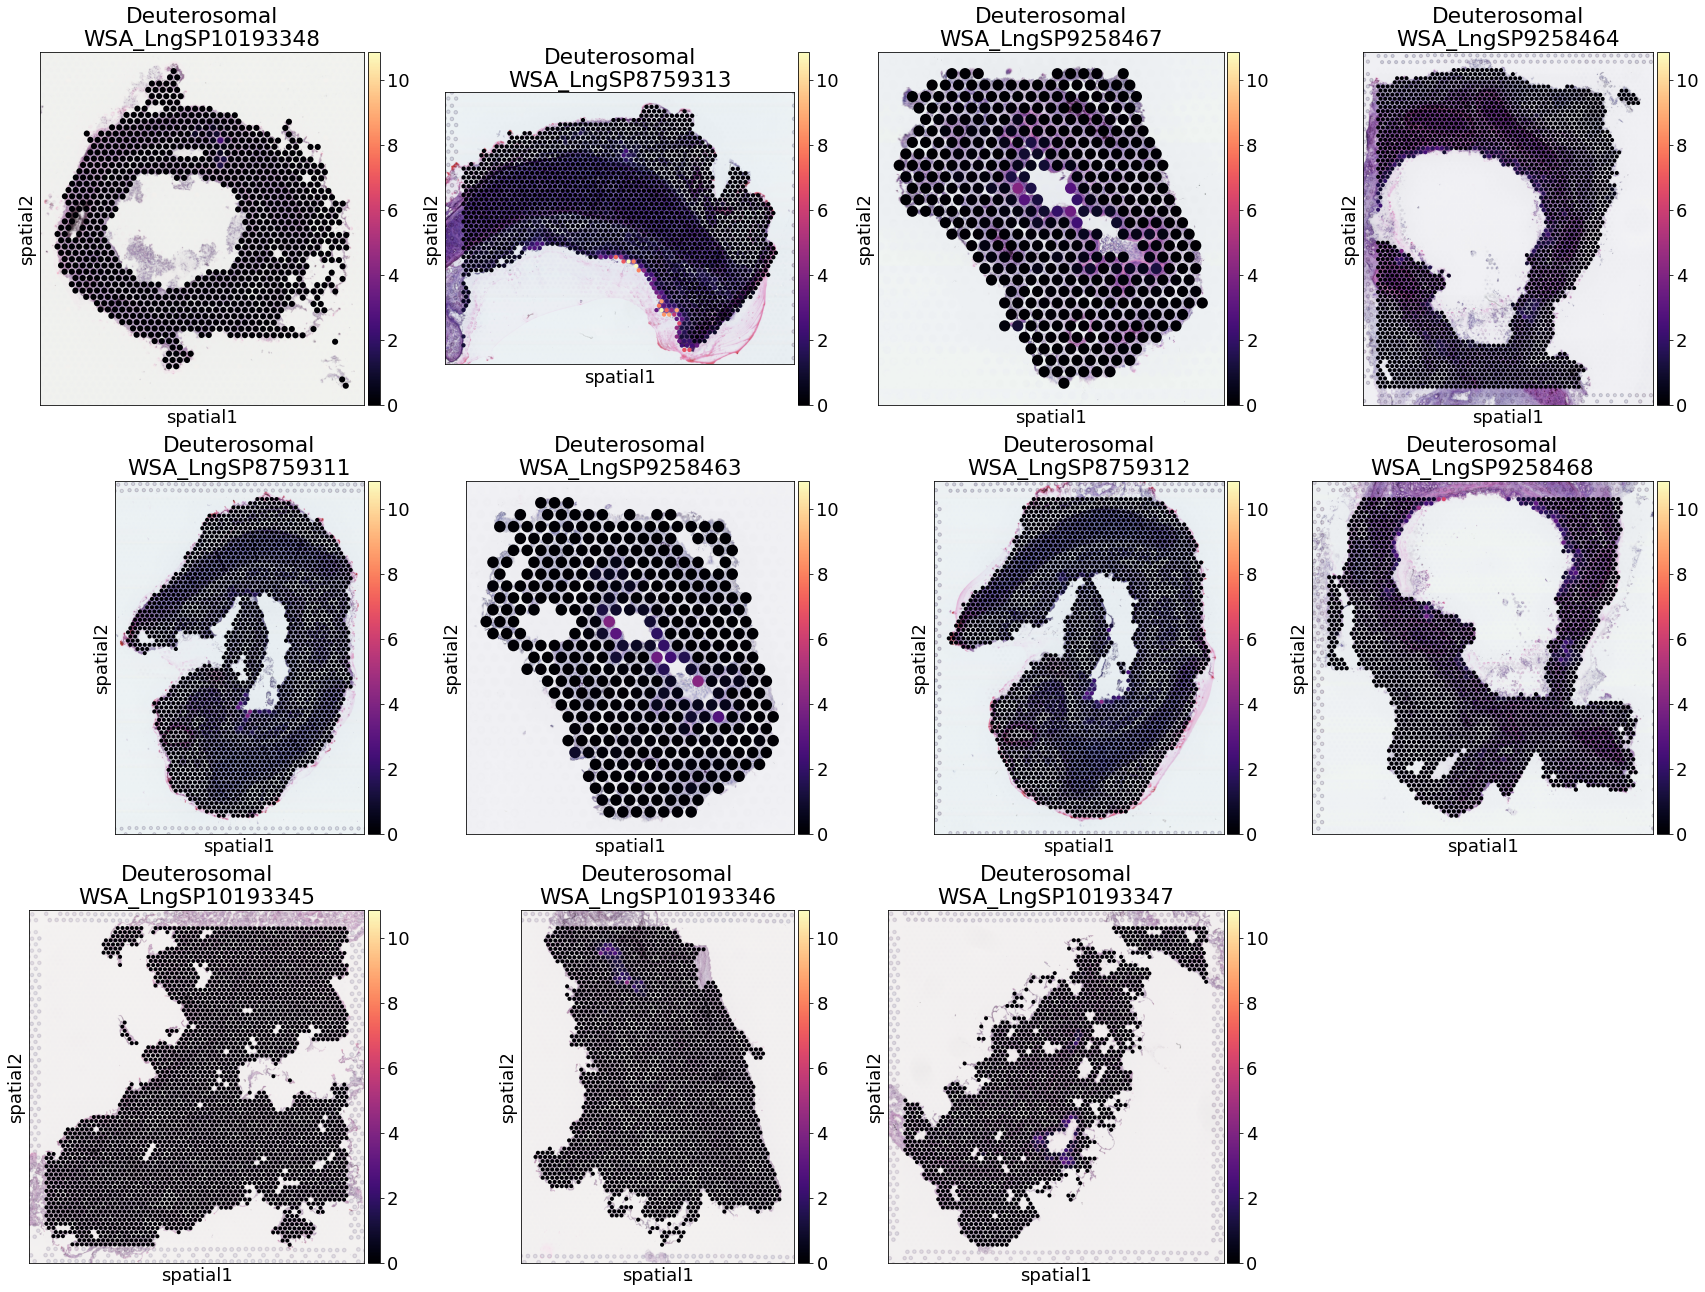 Deuterosomal
WSA_LngSP10193348
10
8
6
4
2
0
spatial2
spatial1
Deuterosomal
WSA_LngSP8759313
10
8
6
4
2
0
spatial2
spatial1
Deuterosomal
WSA_LngSP9258467
10
8
6
4
2
0
spatial2
spatial1
Deuterosomal
WSA_LngSP9258464
10
8
6
4
2
0
spatial2
spatial1
Deuterosomal
WSA_LngSP8759311
10
8
6
4
2
0
spatial2
spatial1
Deuterosomal
WSA_LngSP9258463
10
8
6
4
2
0
spatial2
spatial1
Deuterosomal
WSA_LngSP8759312
10
8
6
4
2
0
spatial2
spatial1
Deuterosomal
WSA_LngSP9258468
10
8
6
4
2
0
spatial2
spatial1
Deuterosomal
WSA_LngSP10193345
10
8
6
4
2
0
spatial2
spatial1
Deuterosomal
WSA_LngSP10193346
10
8
6
4
2
0
spatial2
spatial1
Deuterosomal
WSA_LngSP10193347
10
8
6
4
2
0
spatial2
spatial1